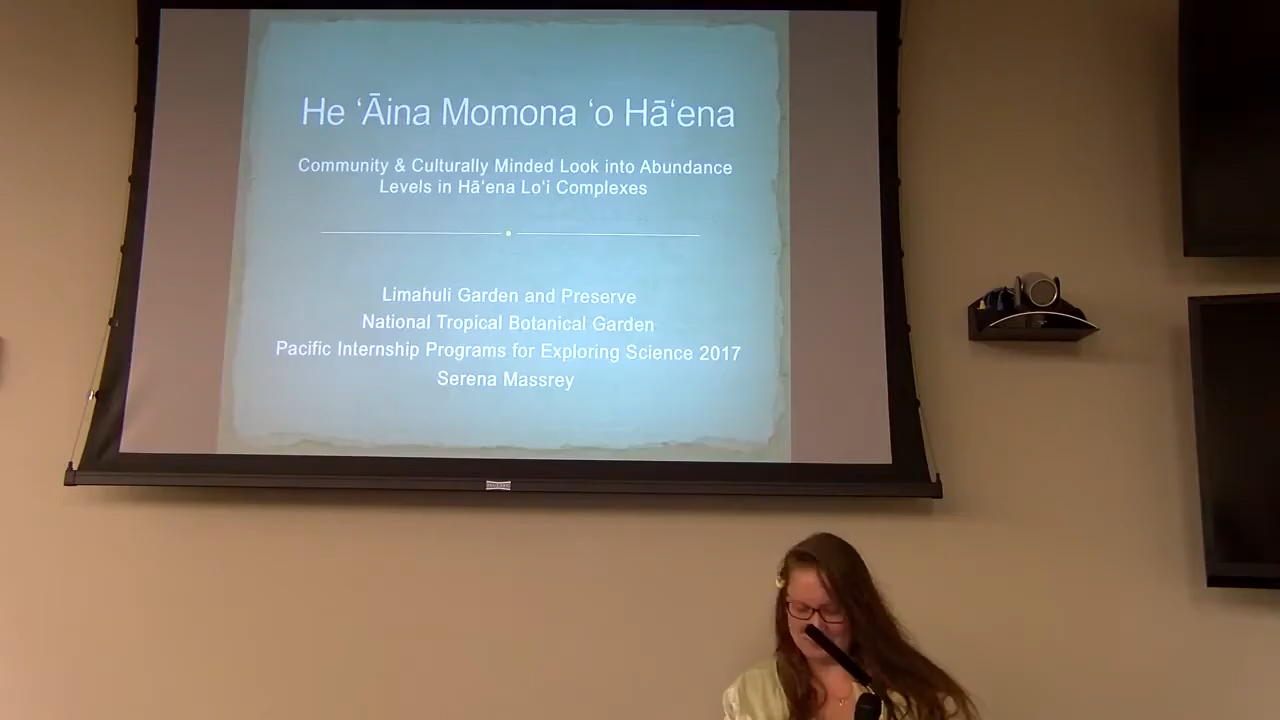 He ʻĀina Momona ʻo Hāʻena
Community & Culturally Minded Look into Abundance
Levels in Hāʻena Loʻi Complexes
Limahuli Garden and Preserve
National Tropical Botanical Garden
Pacific Internship Programs for Exploring Science 2017
Serena Massrey